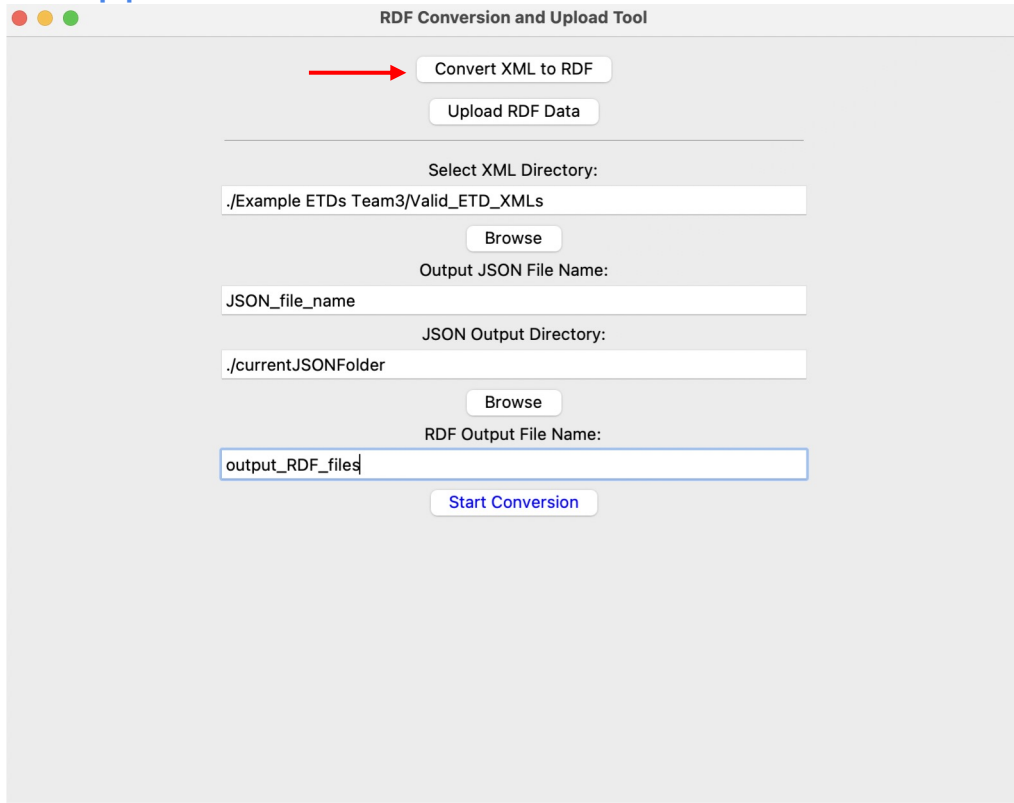 RDF Conversion and Upload Tool
Convert XML to RDF
Upload RDF Data
Select XML Directory:
./Example ETDs Team3/Valid_ETD_XMLs
Browse
Output JSON File Name:
JSON_file_name
JSON Output Directory:
./currentJSONFolder
Browse
RDF Output File Name:
output_RDF_files
Start Conversion